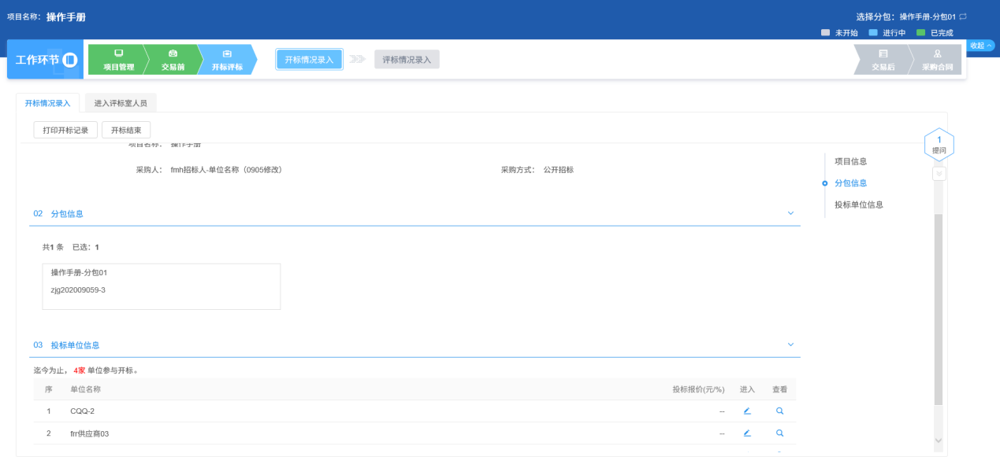 项目名称： 操作手册
选择分包：操作手册-分包01
未开始 进行中 已完成
收起
工作环节
项目管理 交易前 开标评标 开标情况录入 评标情况录入 交易后 采购合同
开标情况录入 进入评标室人员
打印开标记录 开标结束
1
提问
项目名称： 操作手册
项目信息
采购人： fmh招标人-单位名称（0905修改） 采购方式： 公开招标
分包信息
投标单位信息
02 分包信息
共1 条 已选：1
操作手册-分包01
zjg202009059-3
03 投标单位信息
迄今为止， 4家 单位参与开标。
序 单位名称 投标报价(元/%) 进入 查看
1 CQQ-2 --
2 frr供应商03 --